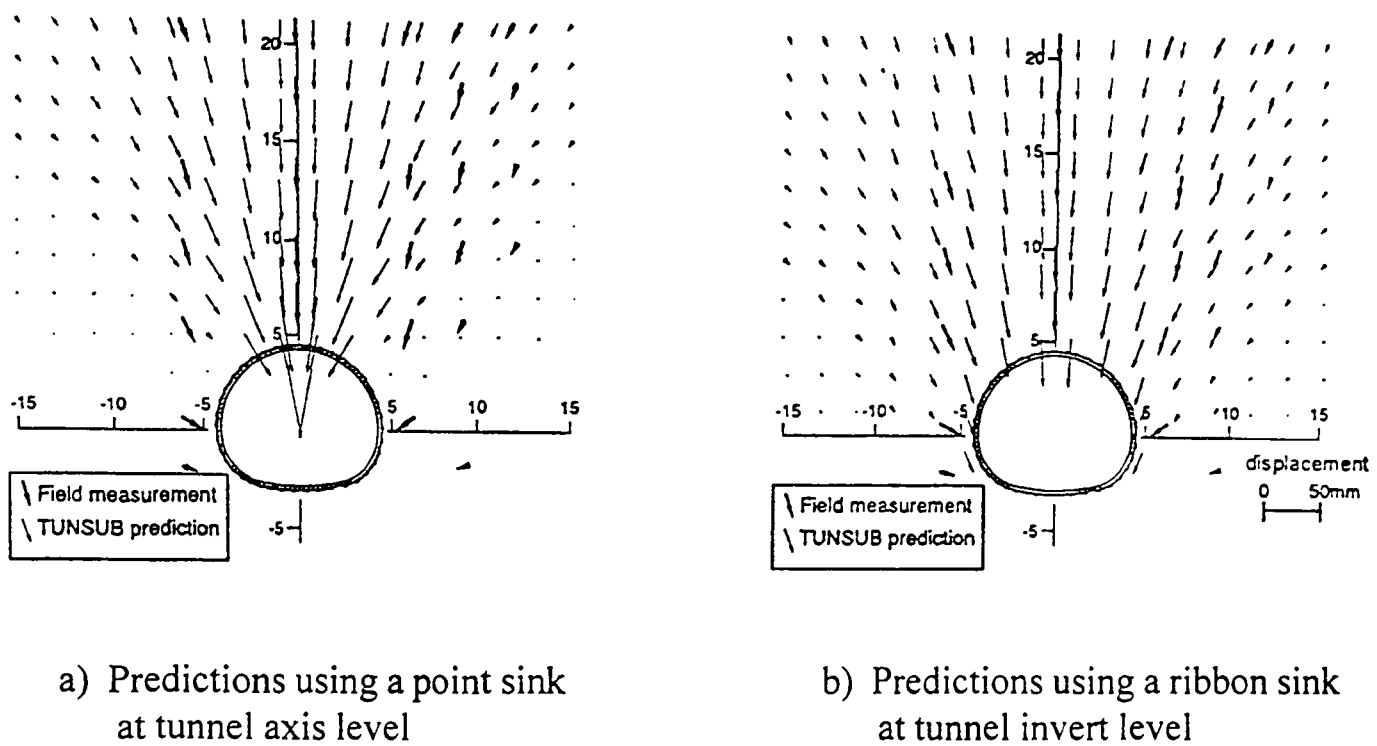 20
15
10
5
-15 -10 -5 5 10 15
-5
Field measurement
TUNSUB prediction
a) Predictions using a point sink
at tunnel axis level
20
15
10
5
-15 -10 -5 5 10 15
-5
displacement
0 50mm
Field measurement
TUNSUB prediction
b) Predictions using a ribbon sink
at tunnel invert level